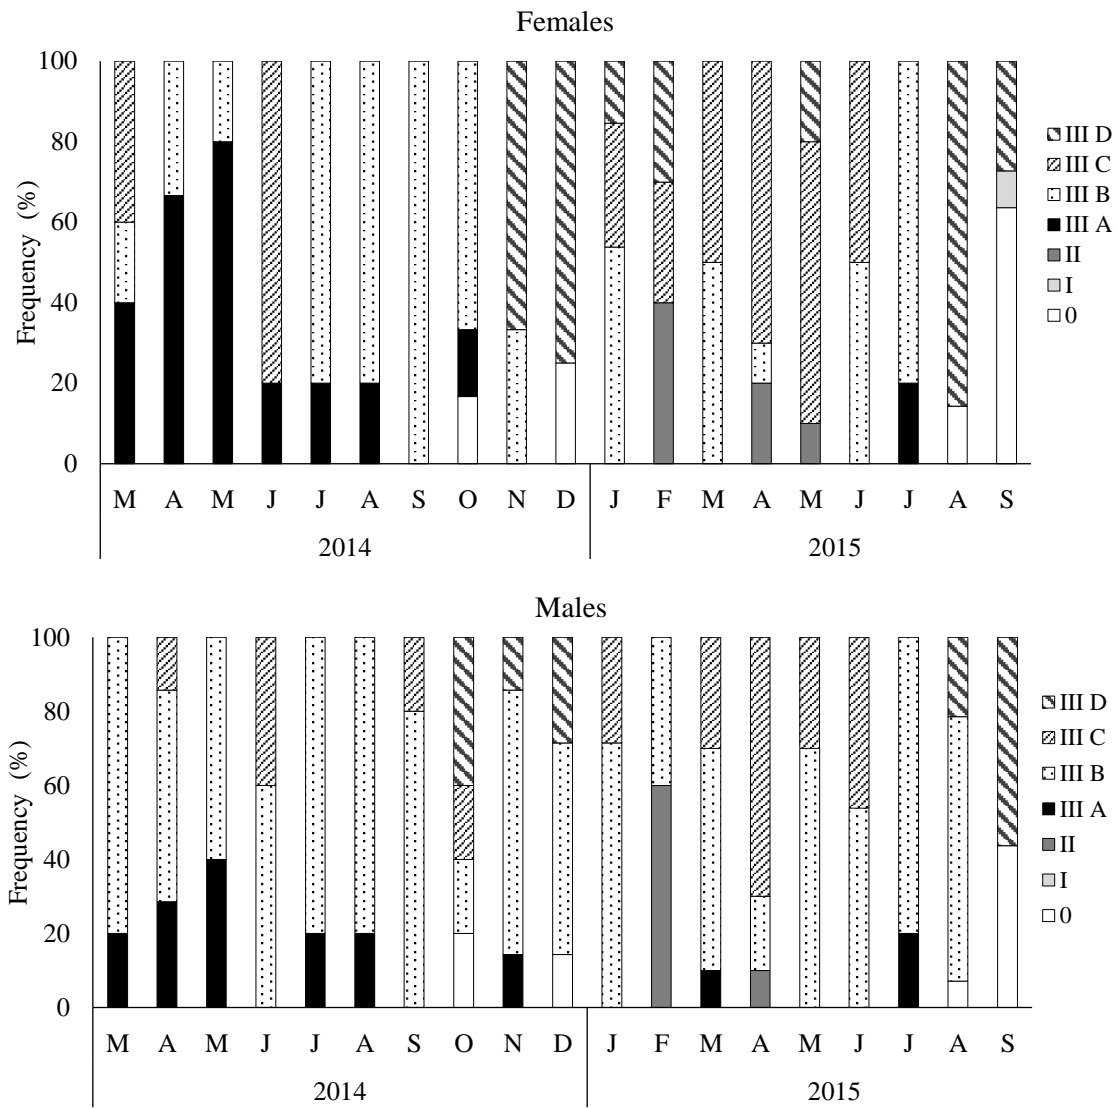 Females
100
80
60
40
20
0
Frequency (%)
III D
III C
III B
III A
II
I
0
M A M J J A S O N D J F M A M J J A S
2014 2015
Males
100
80
60
40
20
0
Frequency (%)
III D
III C
III B
III A
II
I
0
M A M J J A S O N D J F M A M J J A S
2014 2015